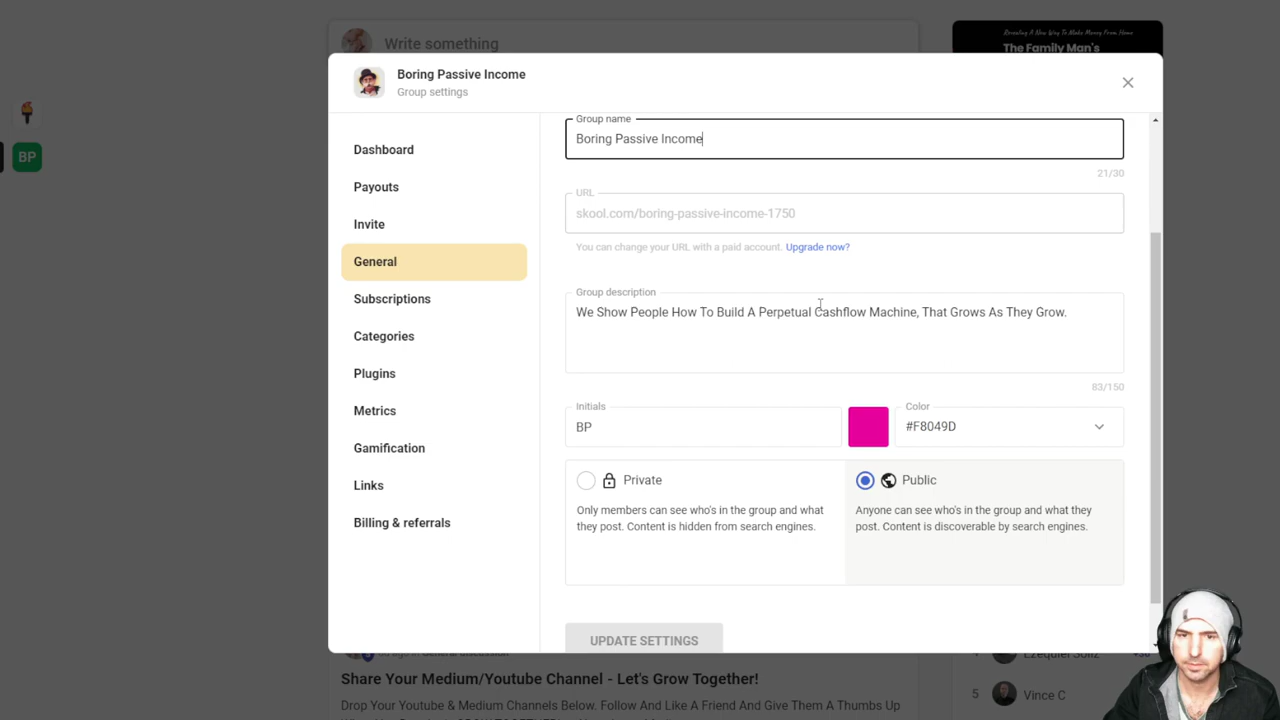 Write something
Revealing A New Way To Make Money From Home
The Family Man's
Boring Passive Income
Group settings
BP
Dashboard
Payouts
Invite
General
Subscriptions
Categories
Plugins
Metrics
Gamification
Links
Billing & referrals
Group name
Boring Passive Income
21/30
URL
skool.com/boring-passive-income-1750
You can change your URL with a paid account. Upgrade now?
Group description
We Show People How To Build A Perpetual Cashflow Machine, That Grows As They Grow.
83/150
Initials
BP
Color
#F8049D
Private
Only members can see who's in the group and what
they post. Content is hidden from search engines.
Public
Anyone can see who's in the group and what they
post. Content is discoverable by search engines.
UPDATE SETTINGS
Share Your Medium/Youtube Channel - Let's Grow Together!
Drop Your Youtube & Medium Channels Below. Follow And Like A Friend And Give Them A Thumbs Up
5
Vince C